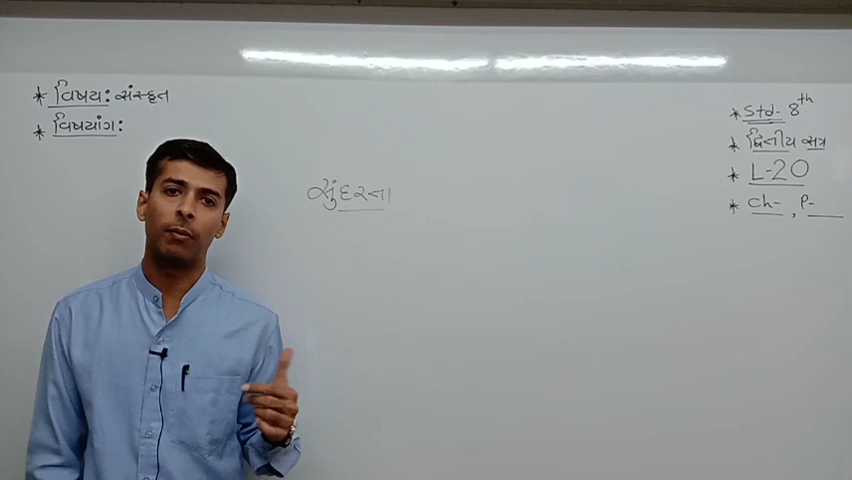 * વિષય: સંસ્કૃત
* વિષયાંગ:
સુંદરતા
* Std- 8th
* દ્વિતીય સત્ર
* L-20
* Ch- , P-